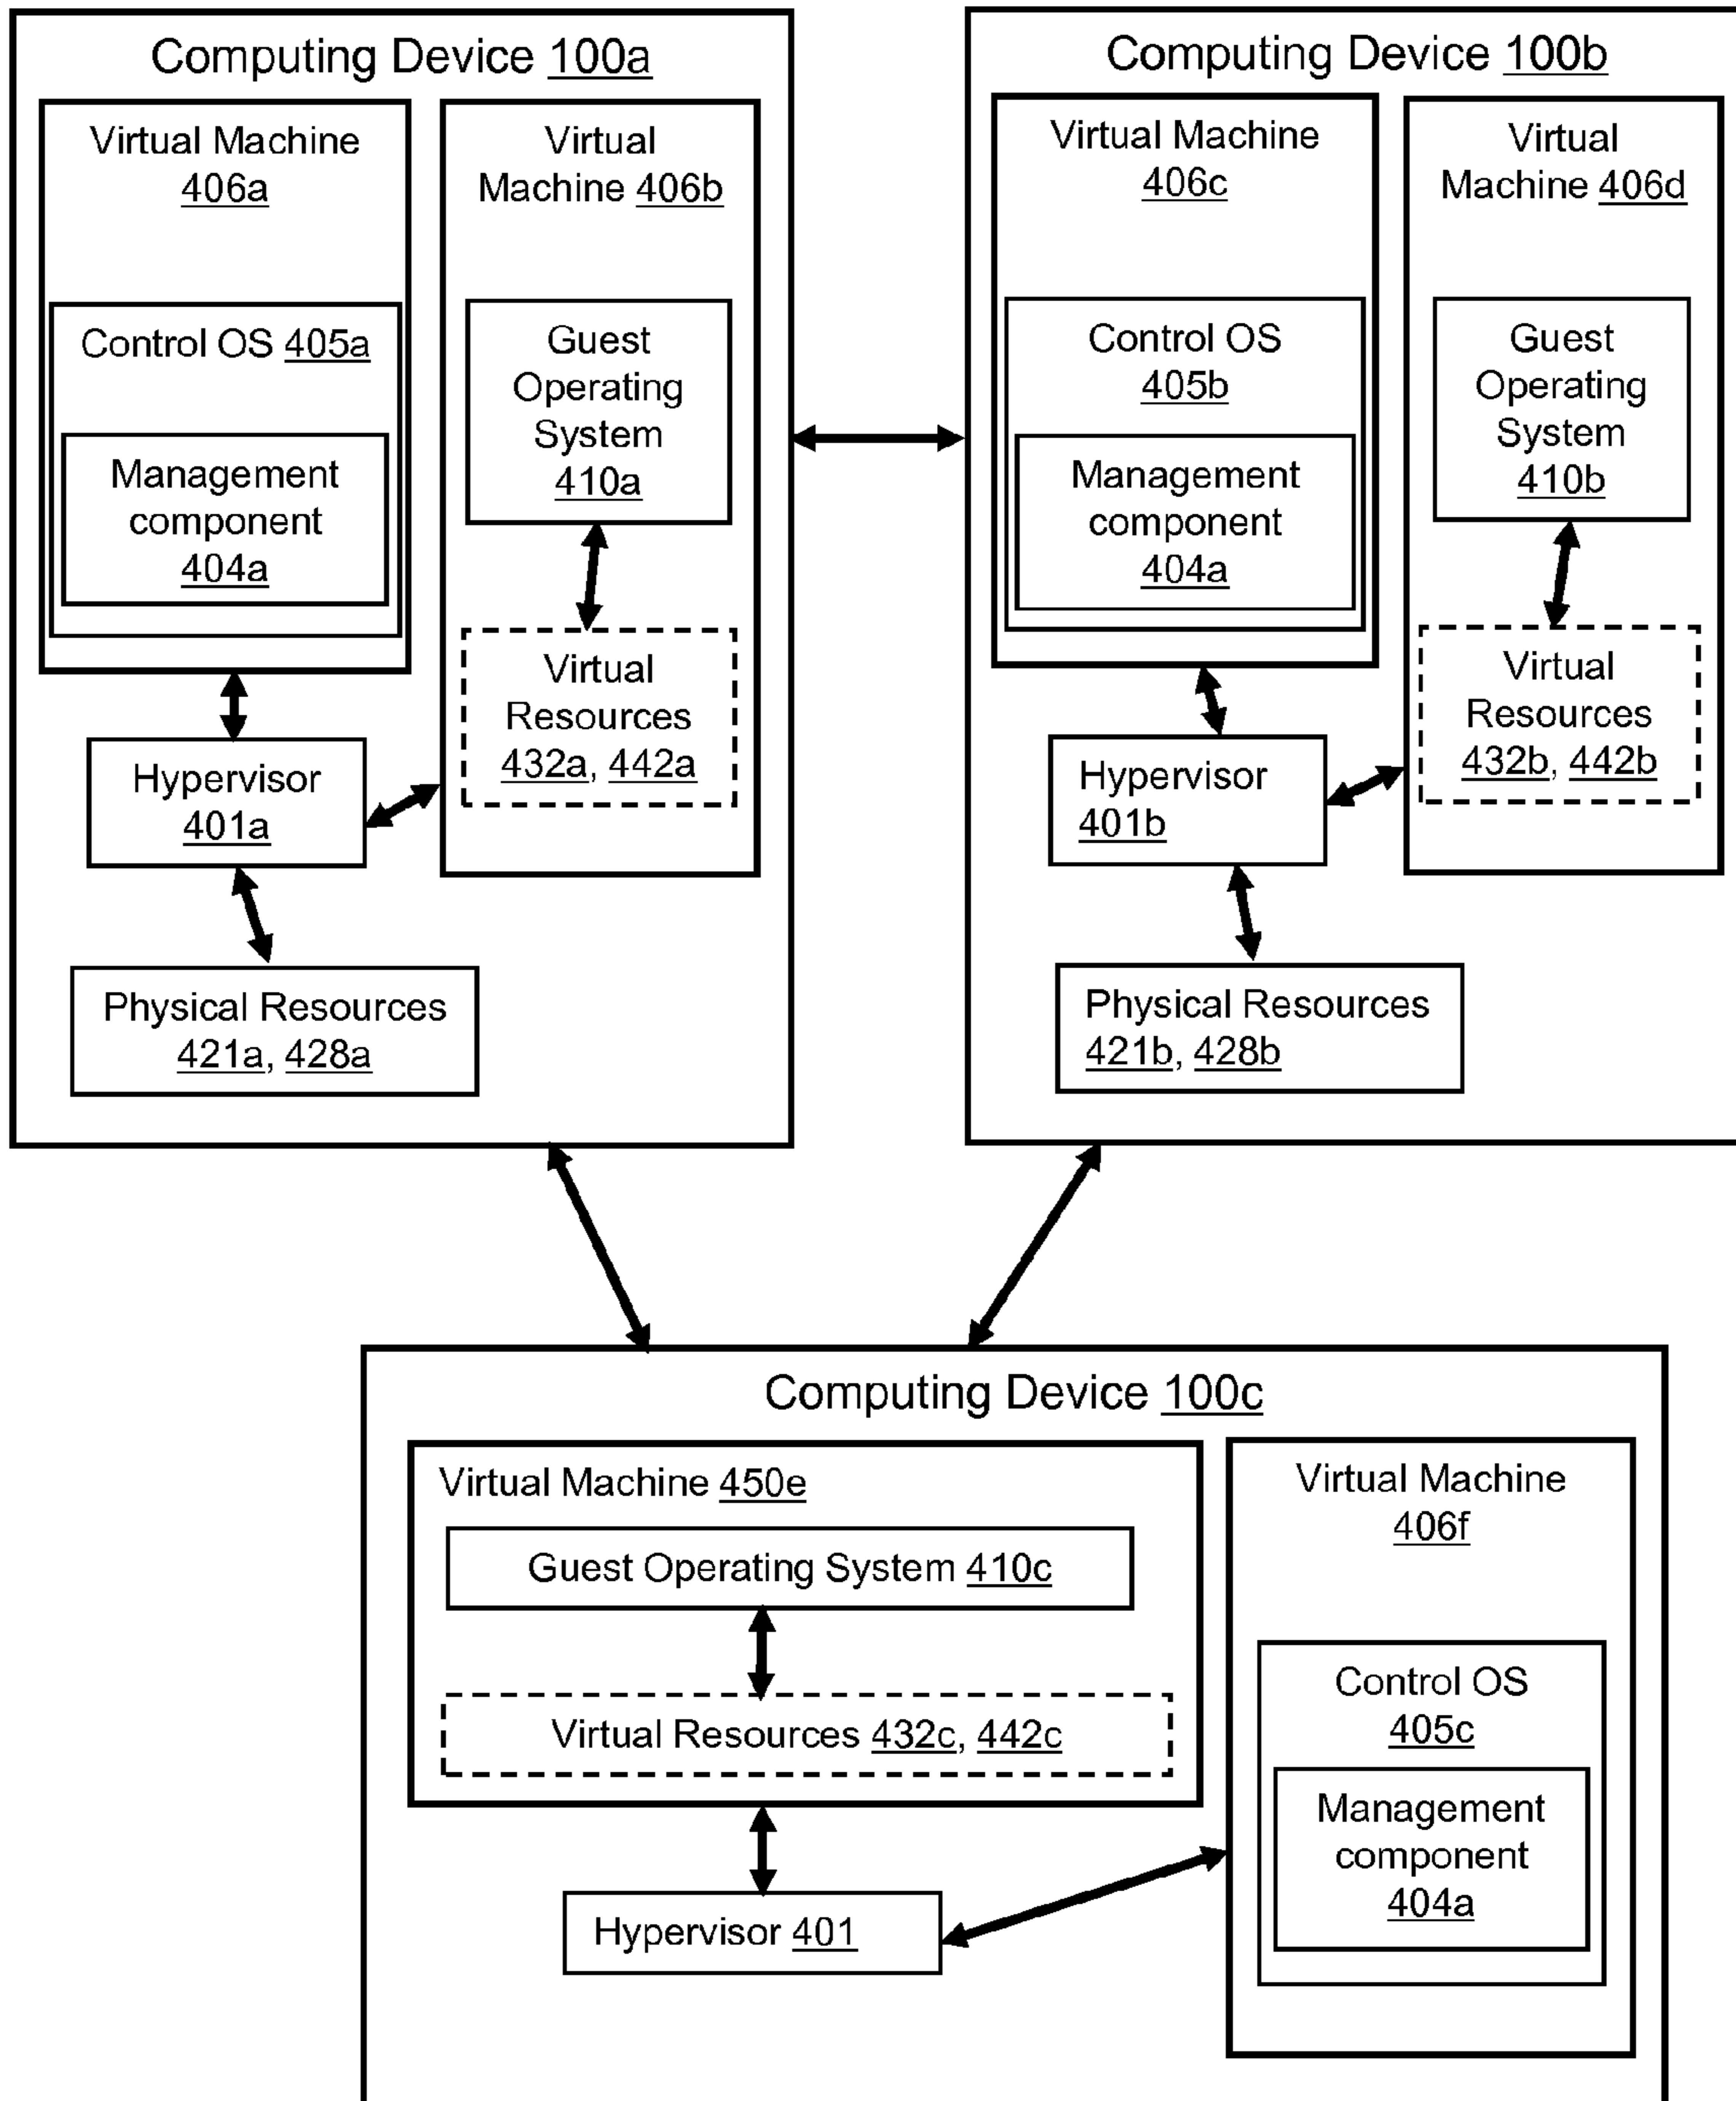 Computing Device 100a
Virtual Machine
406a
Control OS 405a
Management
component
404a
Virtual
Machine 406b
Guest
Operating
System
410a
Virtual
Resources
432a, 442a
Hypervisor
401a
Physical Resources
421a, 428a
Computing Device 100b
Virtual Machine
406c
Control OS
405b
Management
component
404a
Virtual
Machine 406d
Guest
Operating
System
410b
Virtual
Resources
432b, 442b
Hypervisor
401b
Physical Resources
421b, 428b
Computing Device 100c
Virtual Machine 450e
Guest Operating System 410c
Virtual Resources 432c, 442c
Hypervisor 401
Virtual Machine
406f
Control OS
405c
Management
component
404a